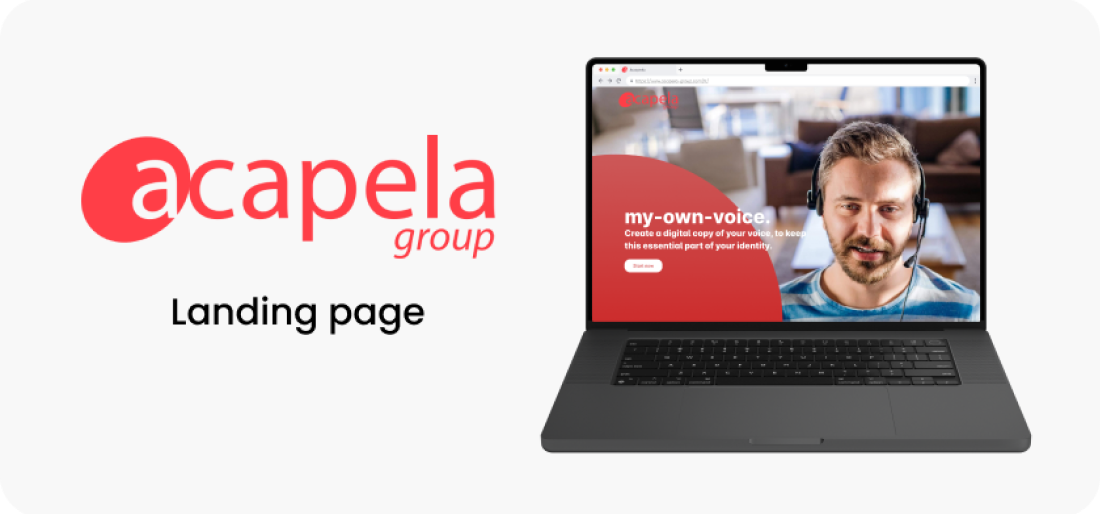 acapela
group
Landing page
Acapela
acapela
my-own-voice.
Create a digital copy of your voice, to keep
this essential part of your identity.
Start now